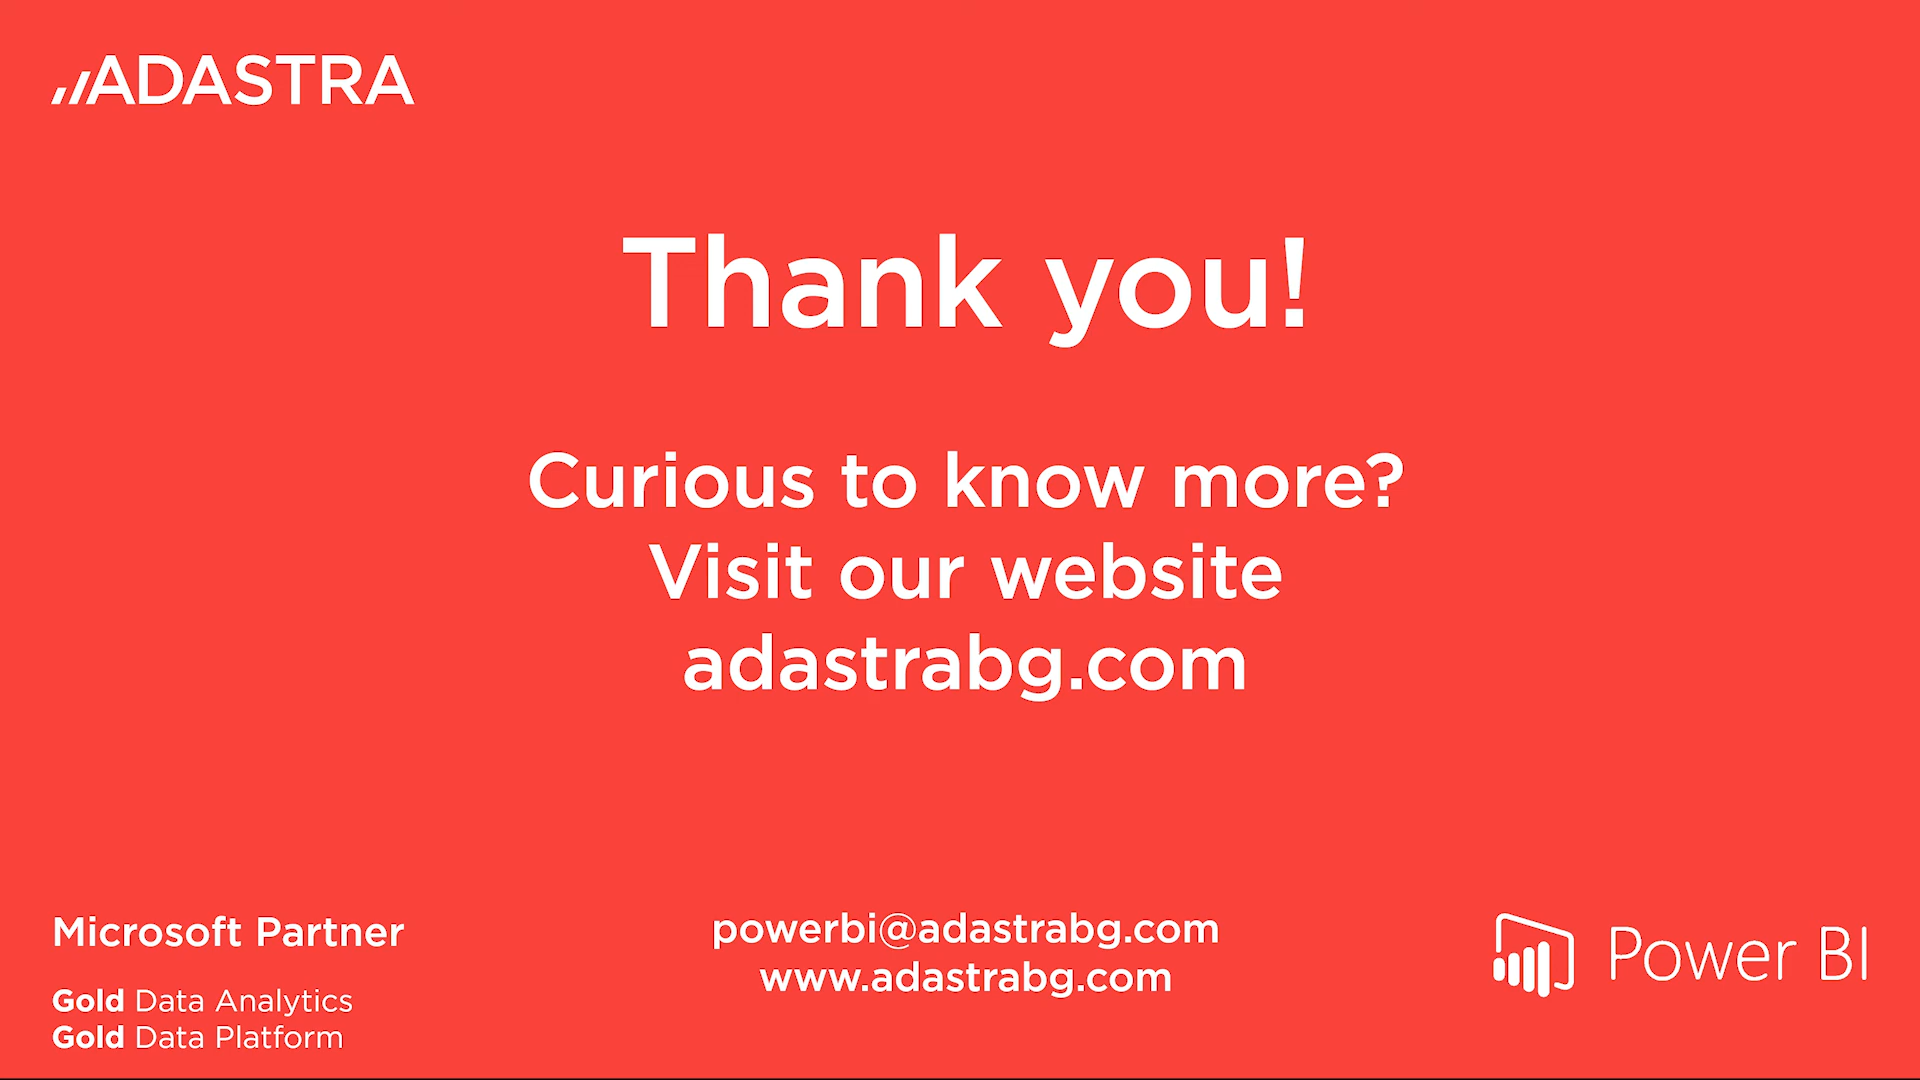 ADASTRA
Thank you!
Curious to know more?
Visit our website
adastrabg.com
Microsoft Partner
Gold Data Analytics
Gold Data Platform
powerbi@adastrabg.com
www.adastrabg.com
Power BI